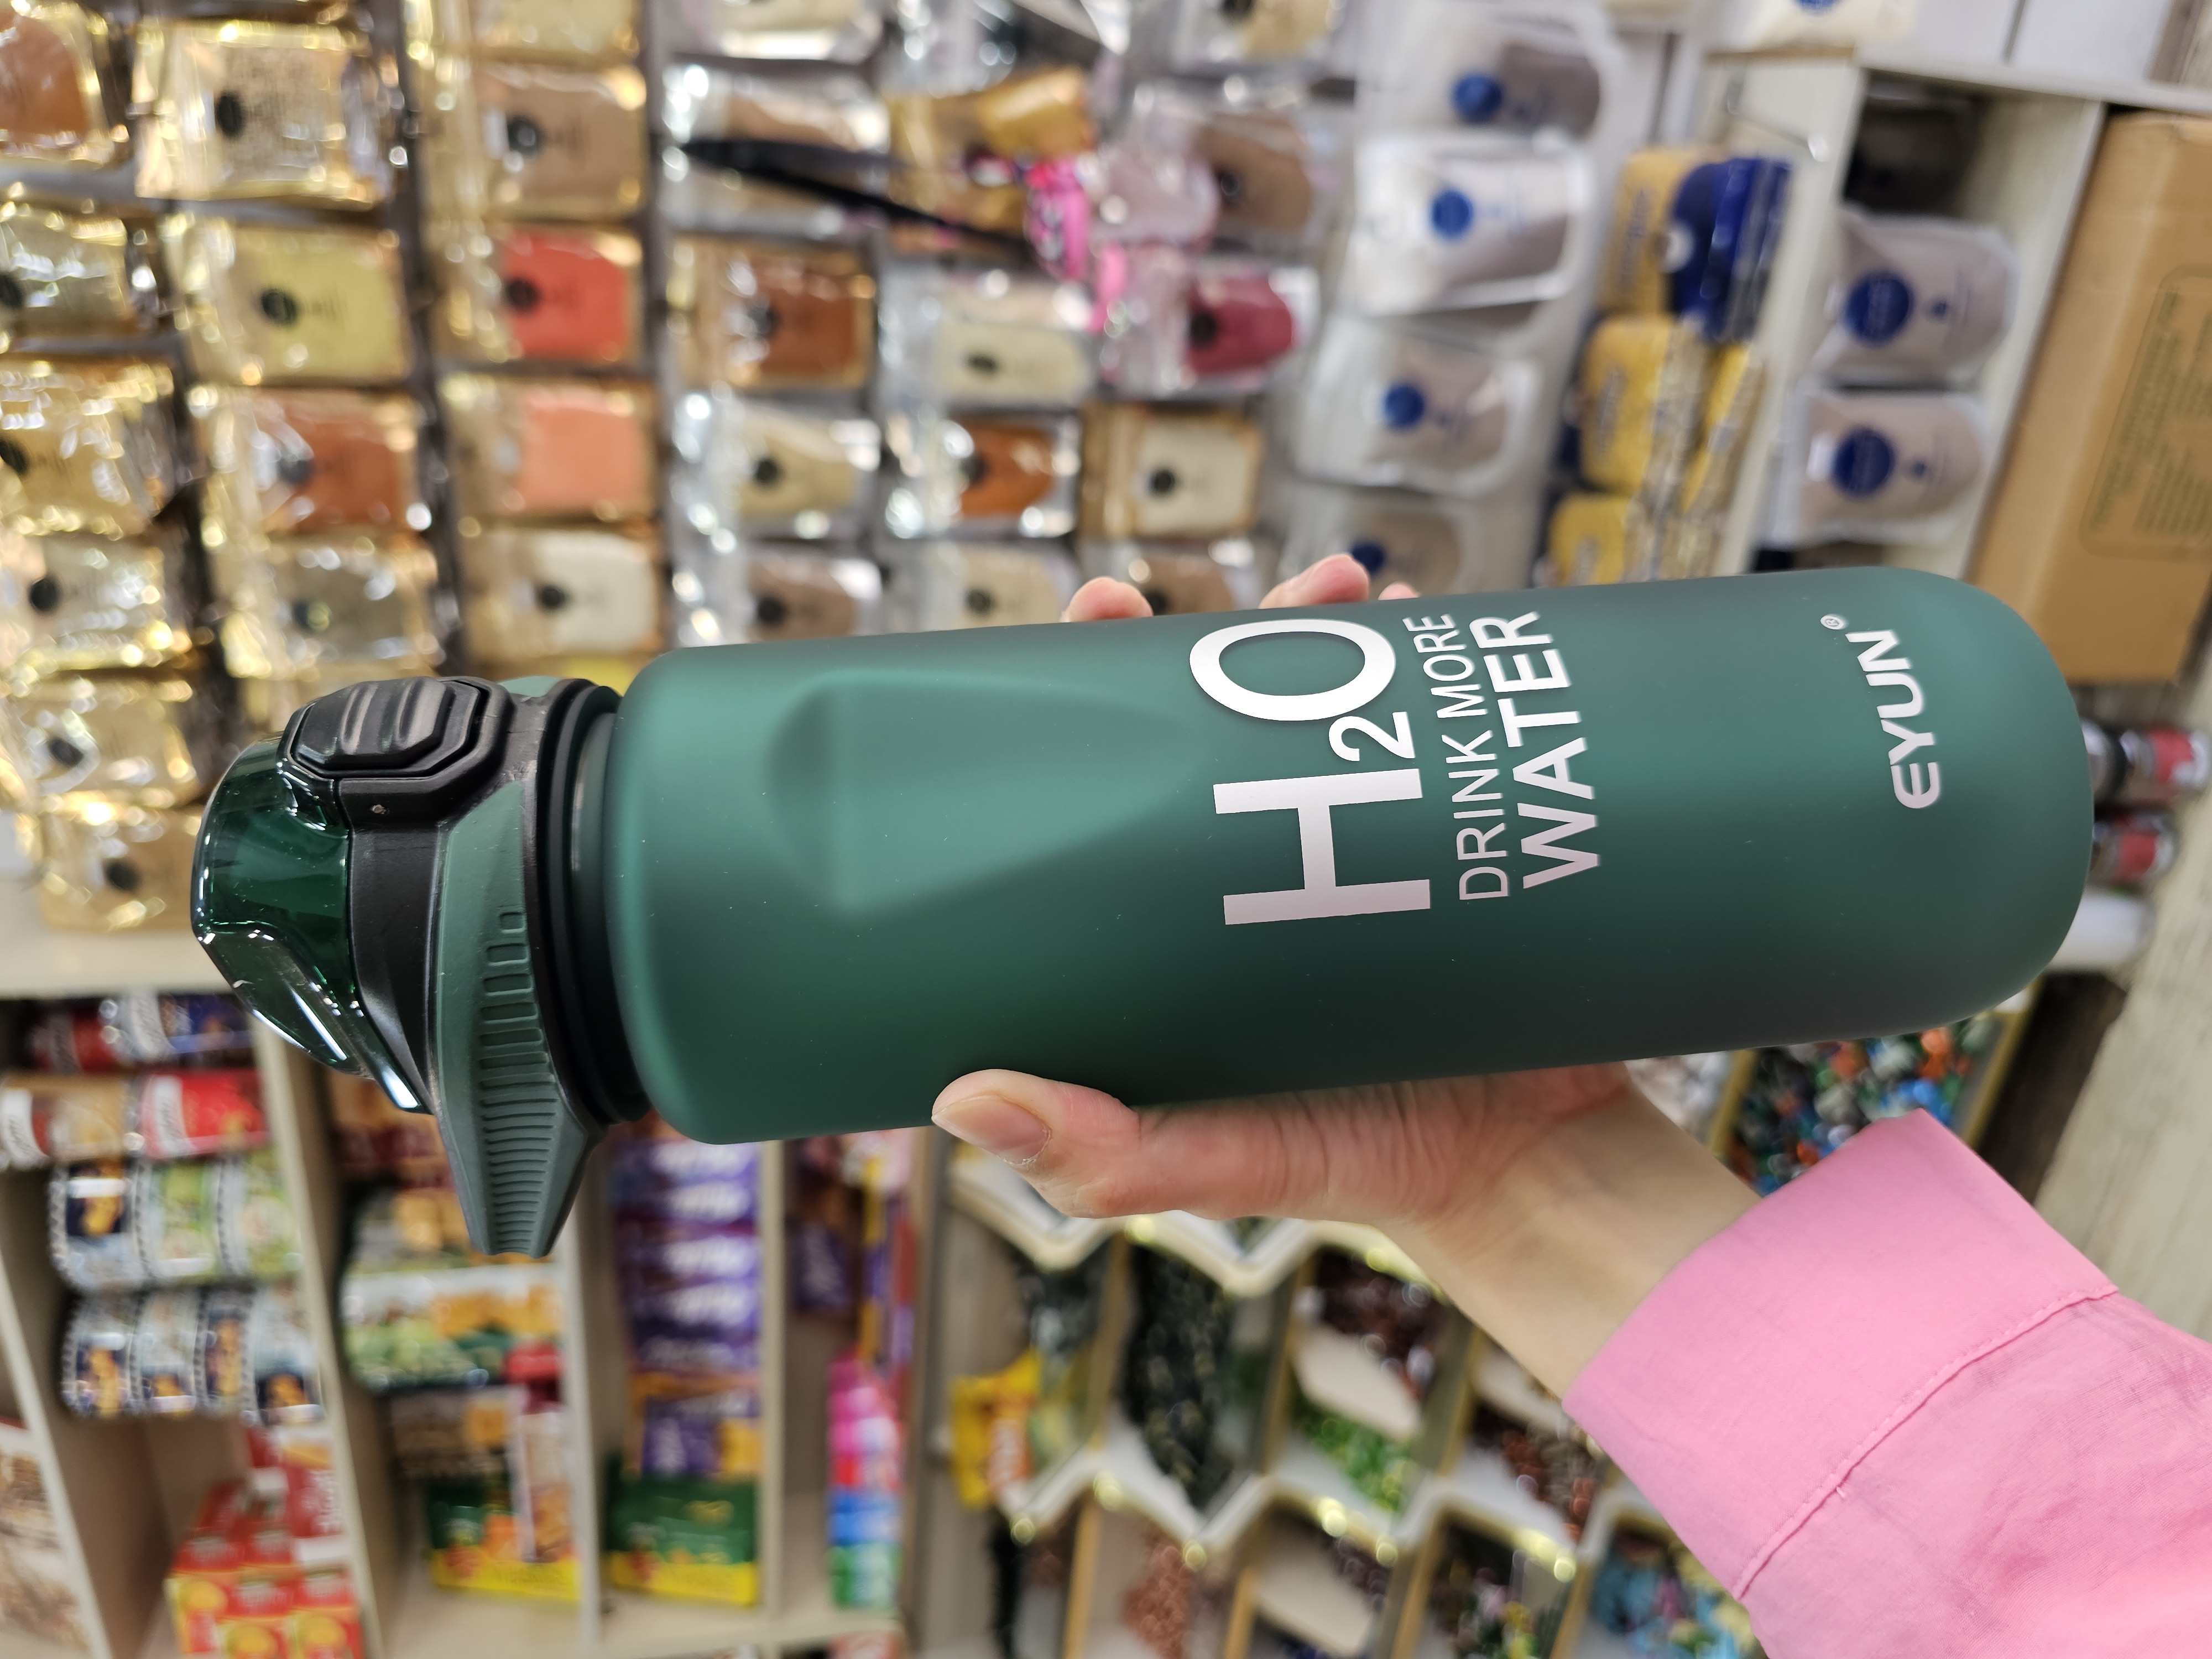 H2O
DRINK MORE
WATER
EYUN®